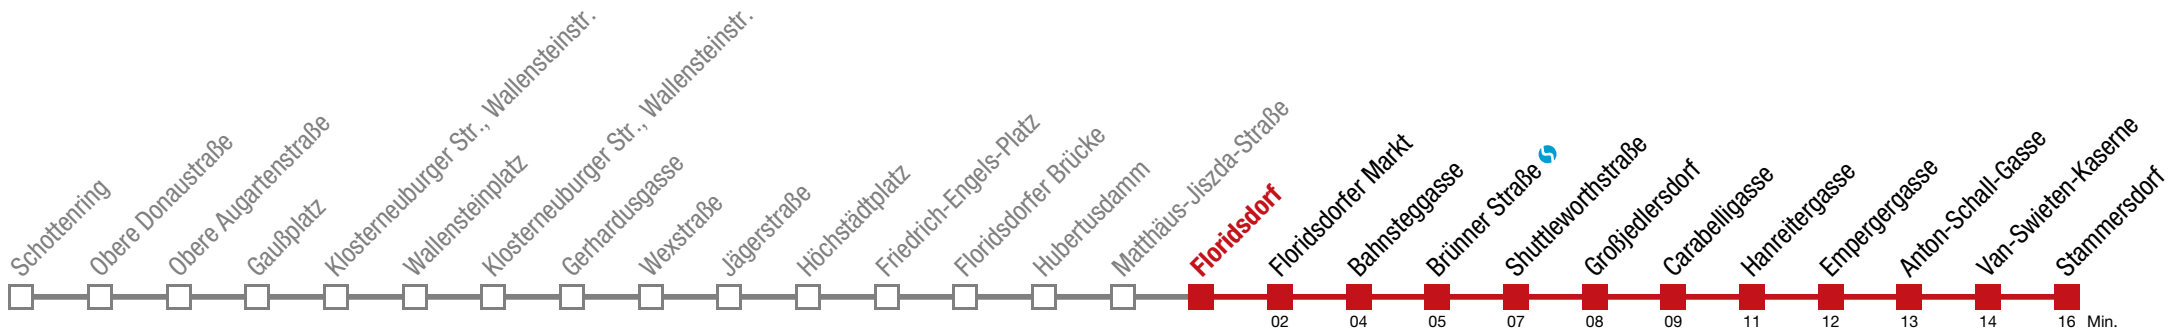 Schottenring
Obere Donaustraße
Obere Augartenstraße
Gaußplatz
Klosterneuburger Str., Wallensteinstr.
Wallensteinplatz
Klosterneuburger Str., Wallensteinstr.
Gerhardusgasse
Wexstraße
Jägerstraße
Höchstädtplatz
Friedrich-Engels-Platz
Floridsdorfer Brücke
Hubertusdamm
Matthäus-Jiszda-Straße
Floridsdorf
Floridsdorfer Markt
Bahnsteggasse
Brünner Straße
Shuttleworthstraße
Großjedlersdorf
Carabelligasse
Hanreitergasse
Empergergasse
Anton-Schall-Gasse
Van-Swieten-Kaserne
Stammersdorf
02 04 05 07 08 09 11 12 13 14 16 Min.